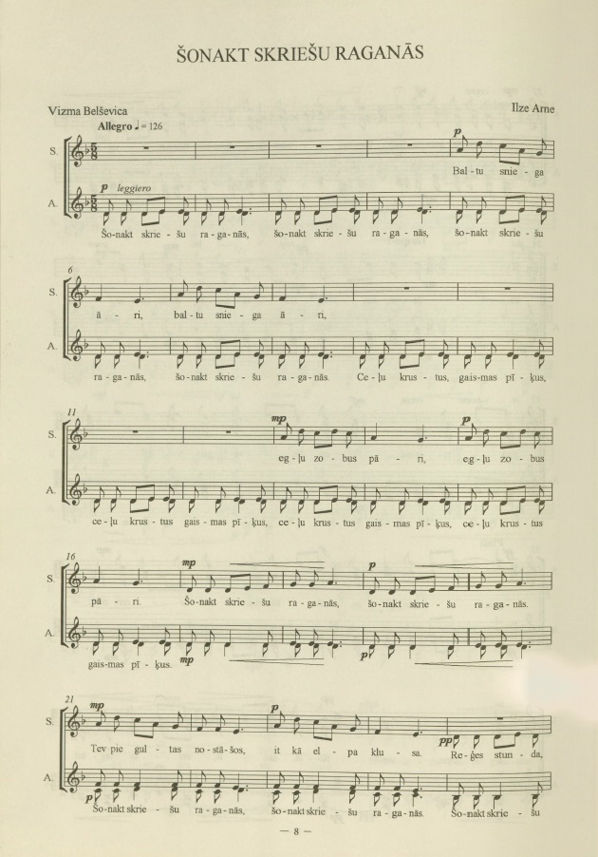 ŠONAKT SKRIEŠU RAGANĀS
Vizma Belševica
Ilze Arne
Allegro ♩ = 126
S.
p
Bal - tu snie - ga
A.
p leggiero
Šo-nakt skrie - šu ra - ga-nās, šo-nakt skrie - šu ra - ga-nās, šo-nakt skrie - šu
6
S.
ā - ri, bal - tu snie - ga ā - ri,
A.
ra - ga-nās, šo-nakt skrie - šu ra - ga-nās. Ce - ļu krus - tus, gais-mas pī - ķus,
11
S.
mp
p
eg - ļu zo - bus pā - ri, eg - ļu zo - bus
A.
ce - ļu krus - tus gais-mas pī - ķus, ce - ļu krus - tus gais-mas pī - ķus, ce - ļu krus - tus
16
S.
mp
p
pā - ri. Šo-nakt skrie - šu ra - ga-nās, šo-nakt skrie - šu ra - ga-nās.
A.
gais-mas pī - ķus.
mp
p
21
S.
mp
p
pp
Tev pie gul - tas no-stā-šos, it kā el - pa klu - sa. Re-ģes stun - da,
A.
p
Šo-nakt skrie - šu ra - ga-nās, šo-nakt skrie - šu ra - ga-nās. Šo-nakt skrie - šu
— 8 —